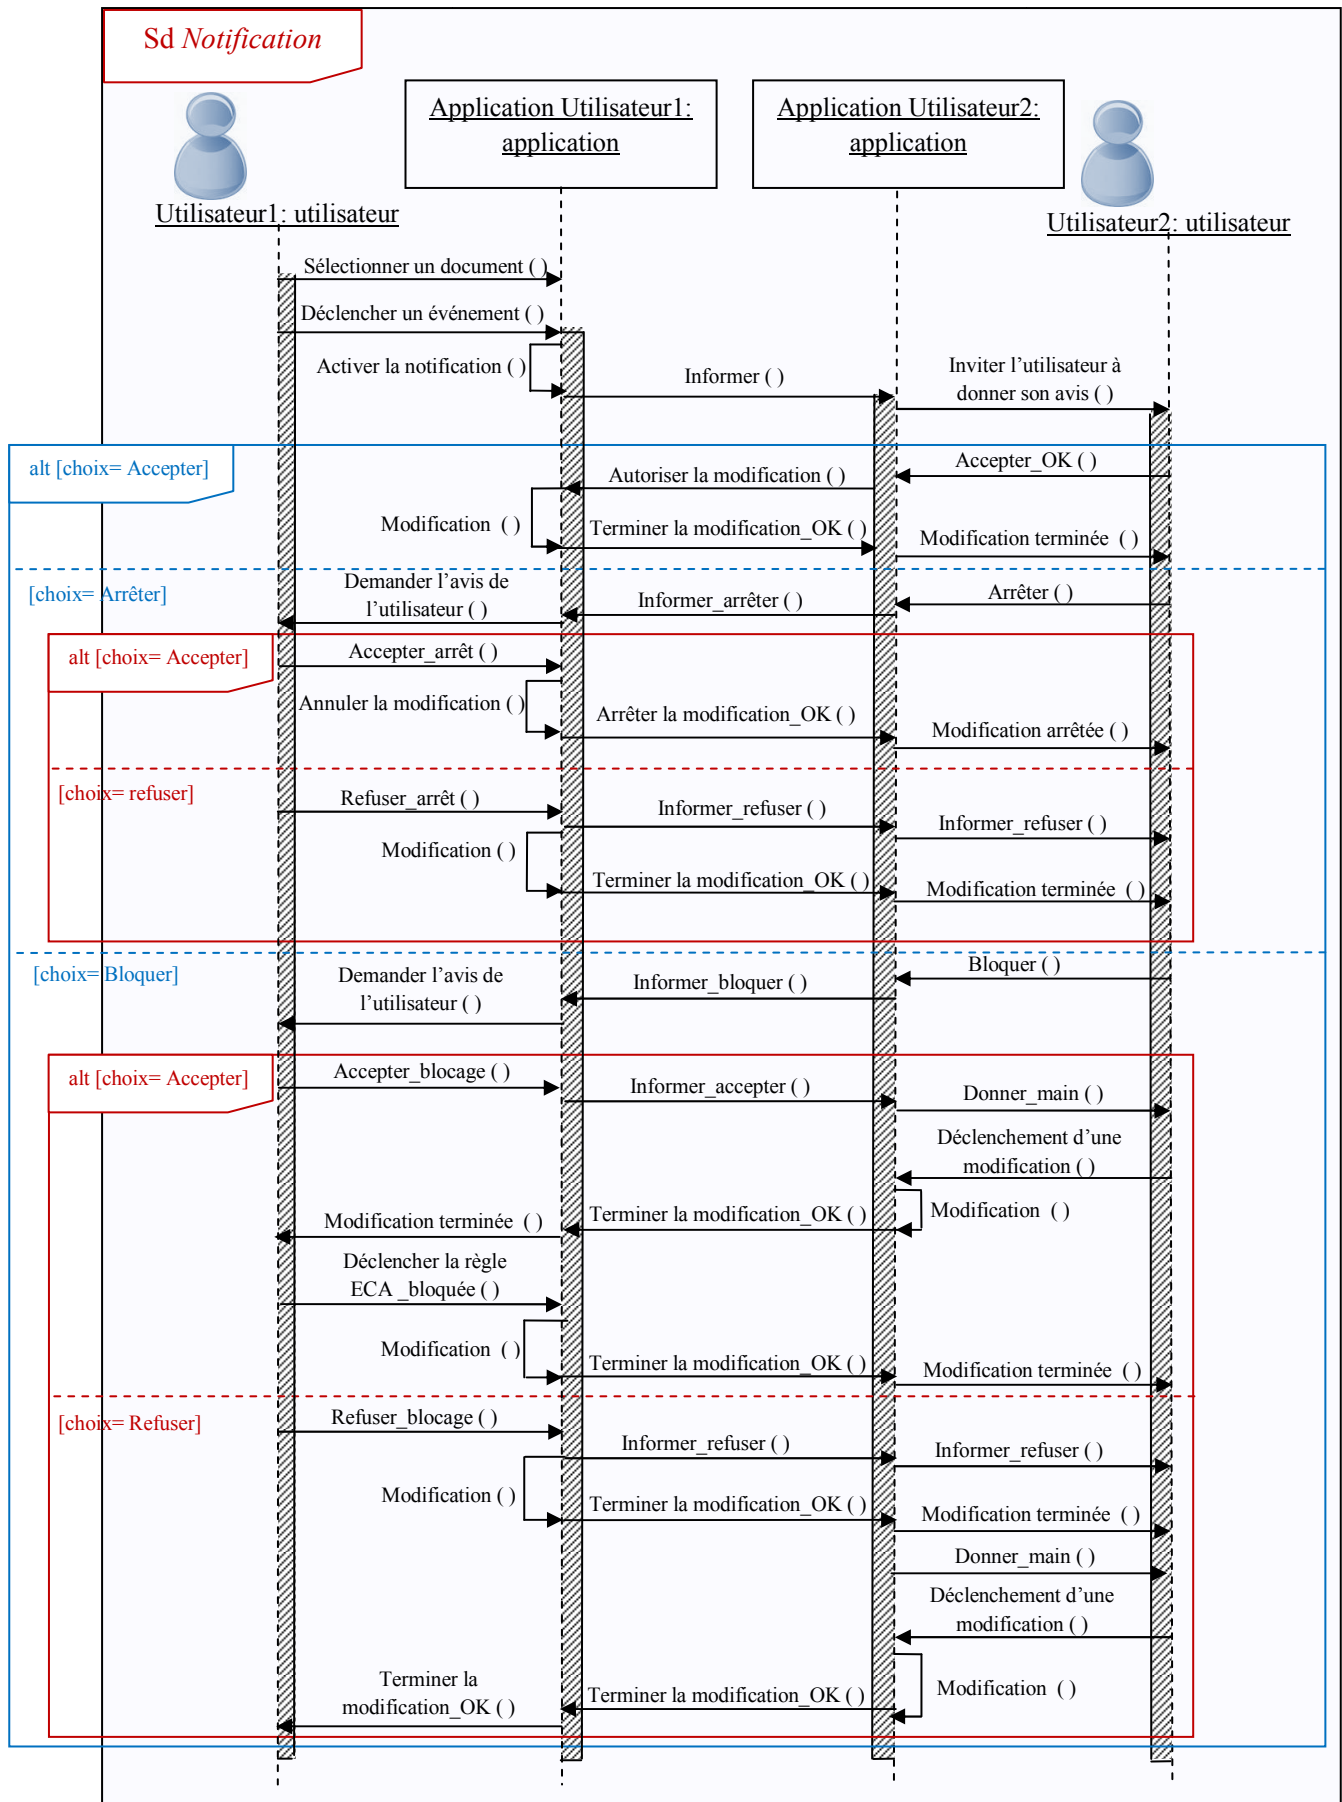 Sd Notification
Application Utilisateur1:
application
Application Utilisateur2:
application
Utilisateur1: utilisateur
Utilisateur2: utilisateur
Sélectionner un document ( )
Déclencher un événement ( )
Activer la notification ( )
Informer ( )
Inviter l’utilisateur à
donner son avis ( )
alt [choix= Accepter]
Accepter_OK ( )
Autoriser la modification ( )
Modification ( )
Terminer la modification_OK ( )
Modification terminée ( )
[choix= Arrêter]
Demander l’avis de
l’utilisateur ( )
Informer_arrêter ( )
Arrêter ( )
alt [choix= Accepter]
Accepter_arrêt ( )
Annuler la modification ( )
Arrêter la modification_OK ( )
Modification arrêtée ( )
[choix= refuser]
Refuser_arrêt ( )
Informer_refuser ( )
Informer_refuser ( )
Modification ( )
Terminer la modification_OK ( )
Modification terminée ( )
[choix= Bloquer]
Demander l’avis de
l’utilisateur ( )
Informer_bloquer ( )
Bloquer ( )
alt [choix= Accepter]
Accepter_blocage ( )
Informer_accepter ( )
Donner_main ( )
Déclenchement d’une
modification ( )
Modification ( )
Terminer la modification_OK ( )
Modification terminée ( )
Déclencher la règle
ECA _bloquée ( )
Modification ( )
Terminer la modification_OK ( )
Modification terminée ( )
[choix= Refuser]
Refuser_blocage ( )
Informer_refuser ( )
Informer_refuser ( )
Modification ( )
Terminer la modification_OK ( )
Modification terminée ( )
Donner_main ( )
Déclenchement d’une
modification ( )
Modification ( )
Terminer la modification_OK ( )
Terminer la
modification_OK ( )